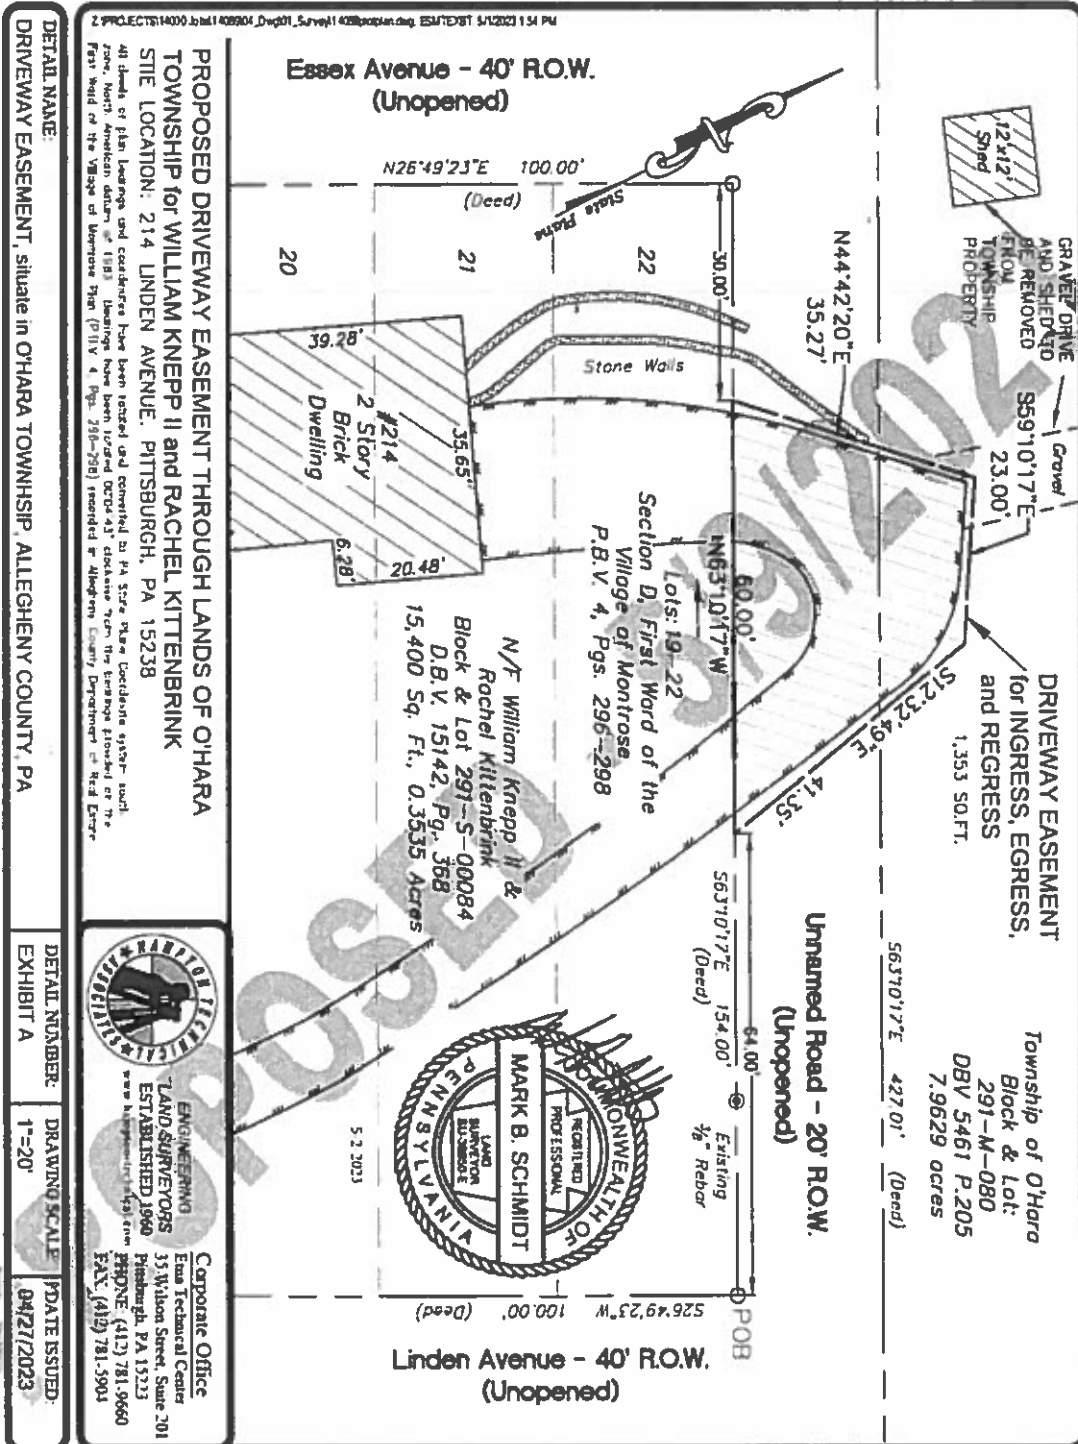 Z:\PROJECTS\14000
Essex Avenue - 40' R.O.W.
(Unopened)
N26°49'23"E 100.00'
(Deed)
State Plane
12'x12'
Shed
GRAVEL DRIVE
AND SHED TO
BE REMOVED
FROM
TOWNSHIP
PROPERTY
Gravel
S59°10'17"E
23.00'
N44°42'20"E
35.27'
30.00'
22
21
20
Stone Walls
39.28'
35.65'
#214
2 Story
Brick
Dwelling
6.28'
20.48'
DRIVEWAY EASEMENT
for INGRESS, EGRESS,
and REGRESS
1,353 SQ.FT.
S12°32'49"E
41.35'
60.00'
N63°10'17"W
Lots: 19-22
Section D, First Ward of the
Village of Montrose
P.B.V. 4, Pgs. 296-298
N/F William Knepp II &
Rachel Kittenbrink
Block & Lot 291-S-00084
D.B.V. 1542, Pg. 368
15,400 Sq. Ft., 0.3535 Acres
Unnamed Road - 20' R.O.W.
(Unopened)
S63°10'17"E 427.01' (Deed)
S63°10'17"E 154.00'
(Deed)
64.00'
Existing
Rebar
Township of O'Hara
Block & Lot:
291-M-080
DBV 5461 P.205
7.9629 acres
POB
S26°49'23"W 100.00' (Deed)
Linden Avenue - 40' R.O.W.
(Unopened)
COMMONWEALTH OF
PENNSYLVANIA
REGISTERED
PROFESSIONAL
MARK B. SCHMIDT
LAND
SURVEYOR
5-2-2023
PROPOSED
5/9/202
PROPOSED DRIVEWAY EASEMENT THROUGH LANDS OF O'HARA
TOWNSHIP for WILLIAM KNEPP II and RACHEL KITTENBRINK
STIE LOCATION: 214 LINDEN AVENUE, PITTSBURGH, PA 15238
HAMPTON TECHNICAL
ASSOCIATES
ENGINEERING
LAND SURVEYORS
ESTABLISHED 1960
Corporate Office
Etna Technical Center
35 Wilson Street, Suite 201
Pittsburgh, PA 15223
PHONE: (412) 781-9660
FAX: (412) 781-5904
DETAIL NAME:
DRIVEWAY EASEMENT, situate in O'HARA TOWNHSIP, ALLEGHENY COUNTY, PA
DETAIL NUMBER:
EXHIBIT A
DRAWING SCALE
1"=20'
DATE ISSUED:
04/27/2023